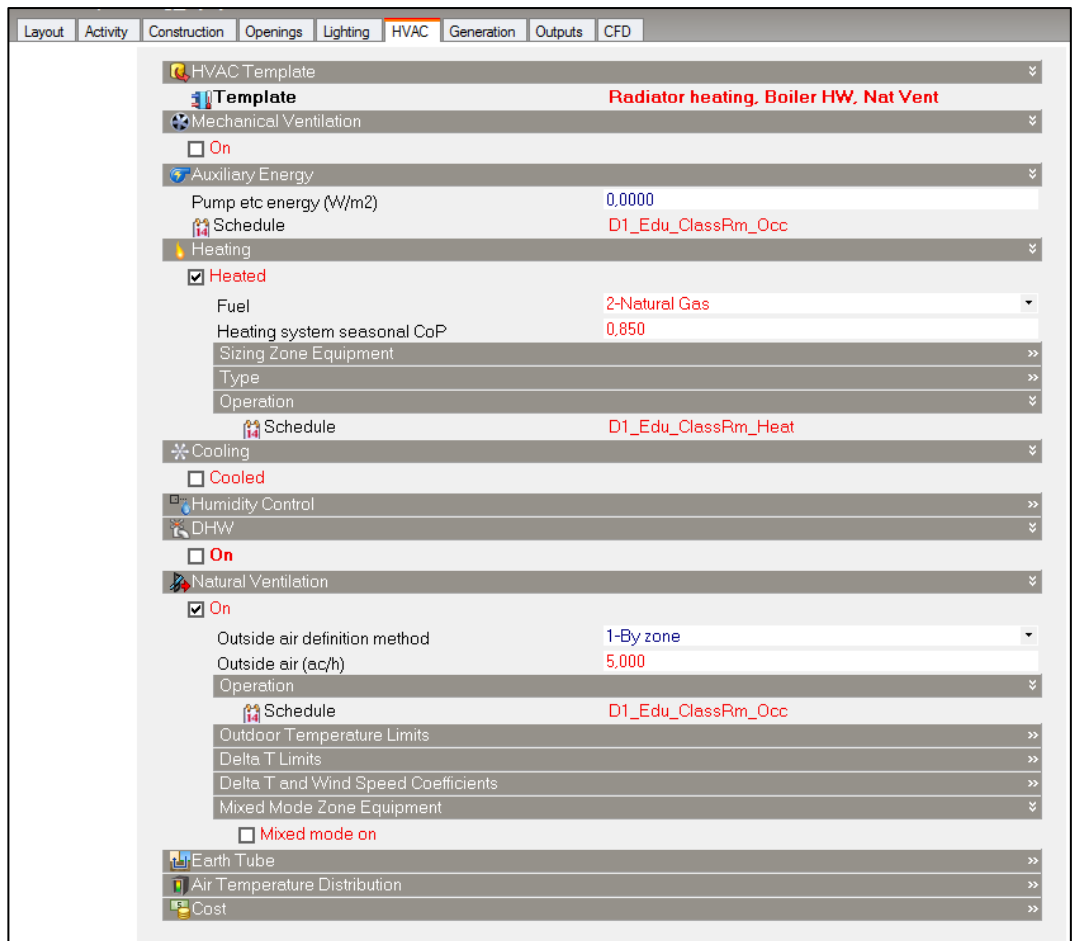 Layout Activity Construction Openings Lighting HVAC Generation Outputs CFD
HVAC Template
Template Radiator heating, Boiler HW, Nat Vent
Mechanical Ventilation
On
Auxiliary Energy
Pump etc energy (W/m2) 0,0000
14 Schedule D1_Edu_ClassRm_Occ
Heating
Heated
Fuel 2-Natural Gas
Heating system seasonal CoP 0,850
Sizing Zone Equipment
Type
Operation
14 Schedule D1_Edu_ClassRm_Heat
Cooling
Cooled
Humidity Control
DHW
On
Natural Ventilation
On
Outside air definition method 1-By zone
Outside air (ac/h) 5,000
Operation
14 Schedule D1_Edu_ClassRm_Occ
Outdoor Temperature Limits
Delta T Limits
Delta T and Wind Speed Coefficients
Mixed Mode Zone Equipment
Mixed mode on
Earth Tube
Air Temperature Distribution
Cost